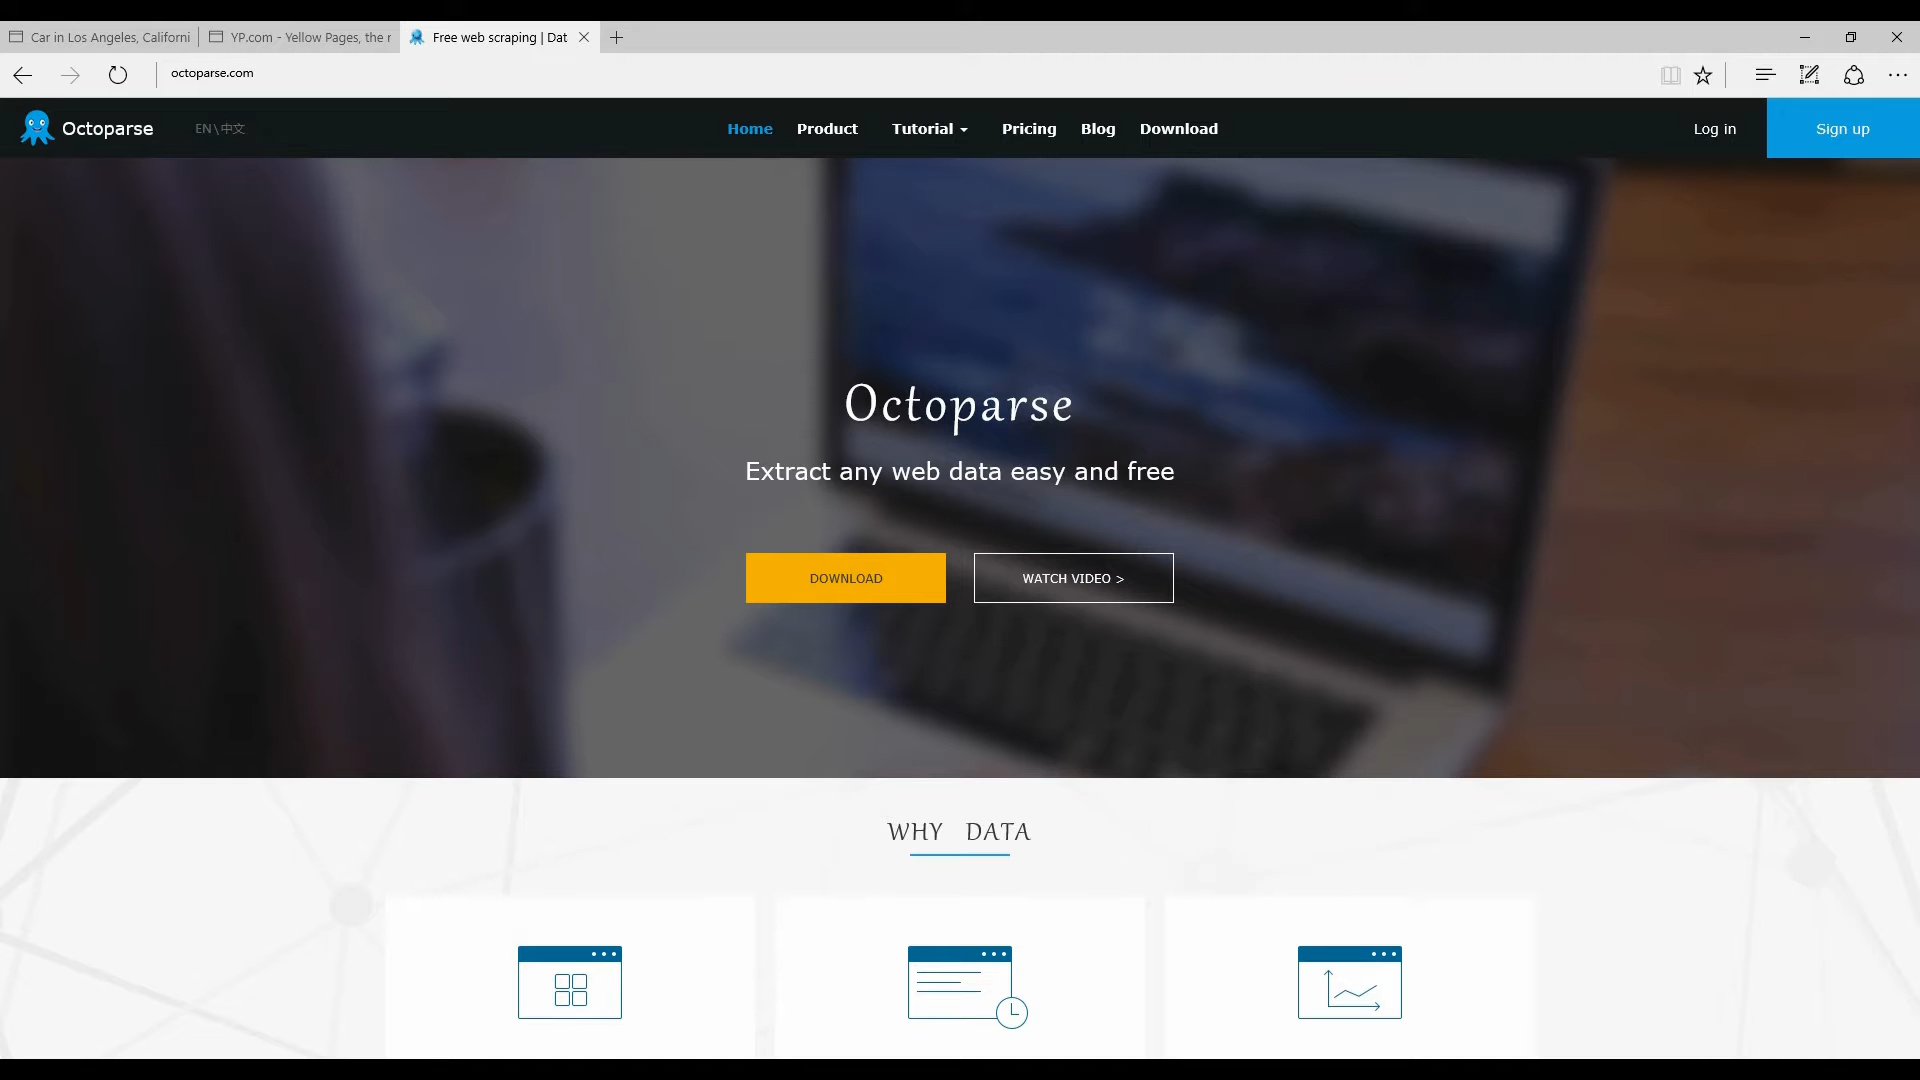 Car in Los Angeles, Californi
YP.com - Yellow Pages, the r
Free web scraping | Dat
octoparse.com
Octoparse
EN\中文
Home
Product
Tutorial
Pricing
Blog
Download
Log in
Sign up
Octoparse
Extract any web data easy and free
DOWNLOAD
WATCH VIDEO >
WHY DATA